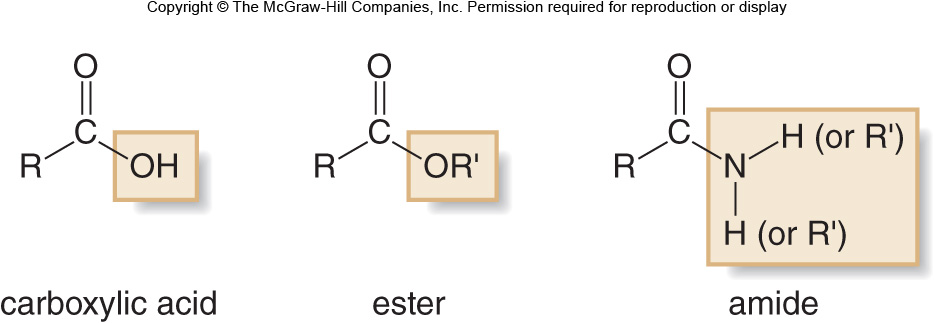 Copyright © The McGraw-Hill Companies, Inc. Permission required for reproduction or display
O
C
R
OH
carboxylic acid
O
C
R
OR'
ester
O
C
H (or R')
R
N
H (or R')
amide